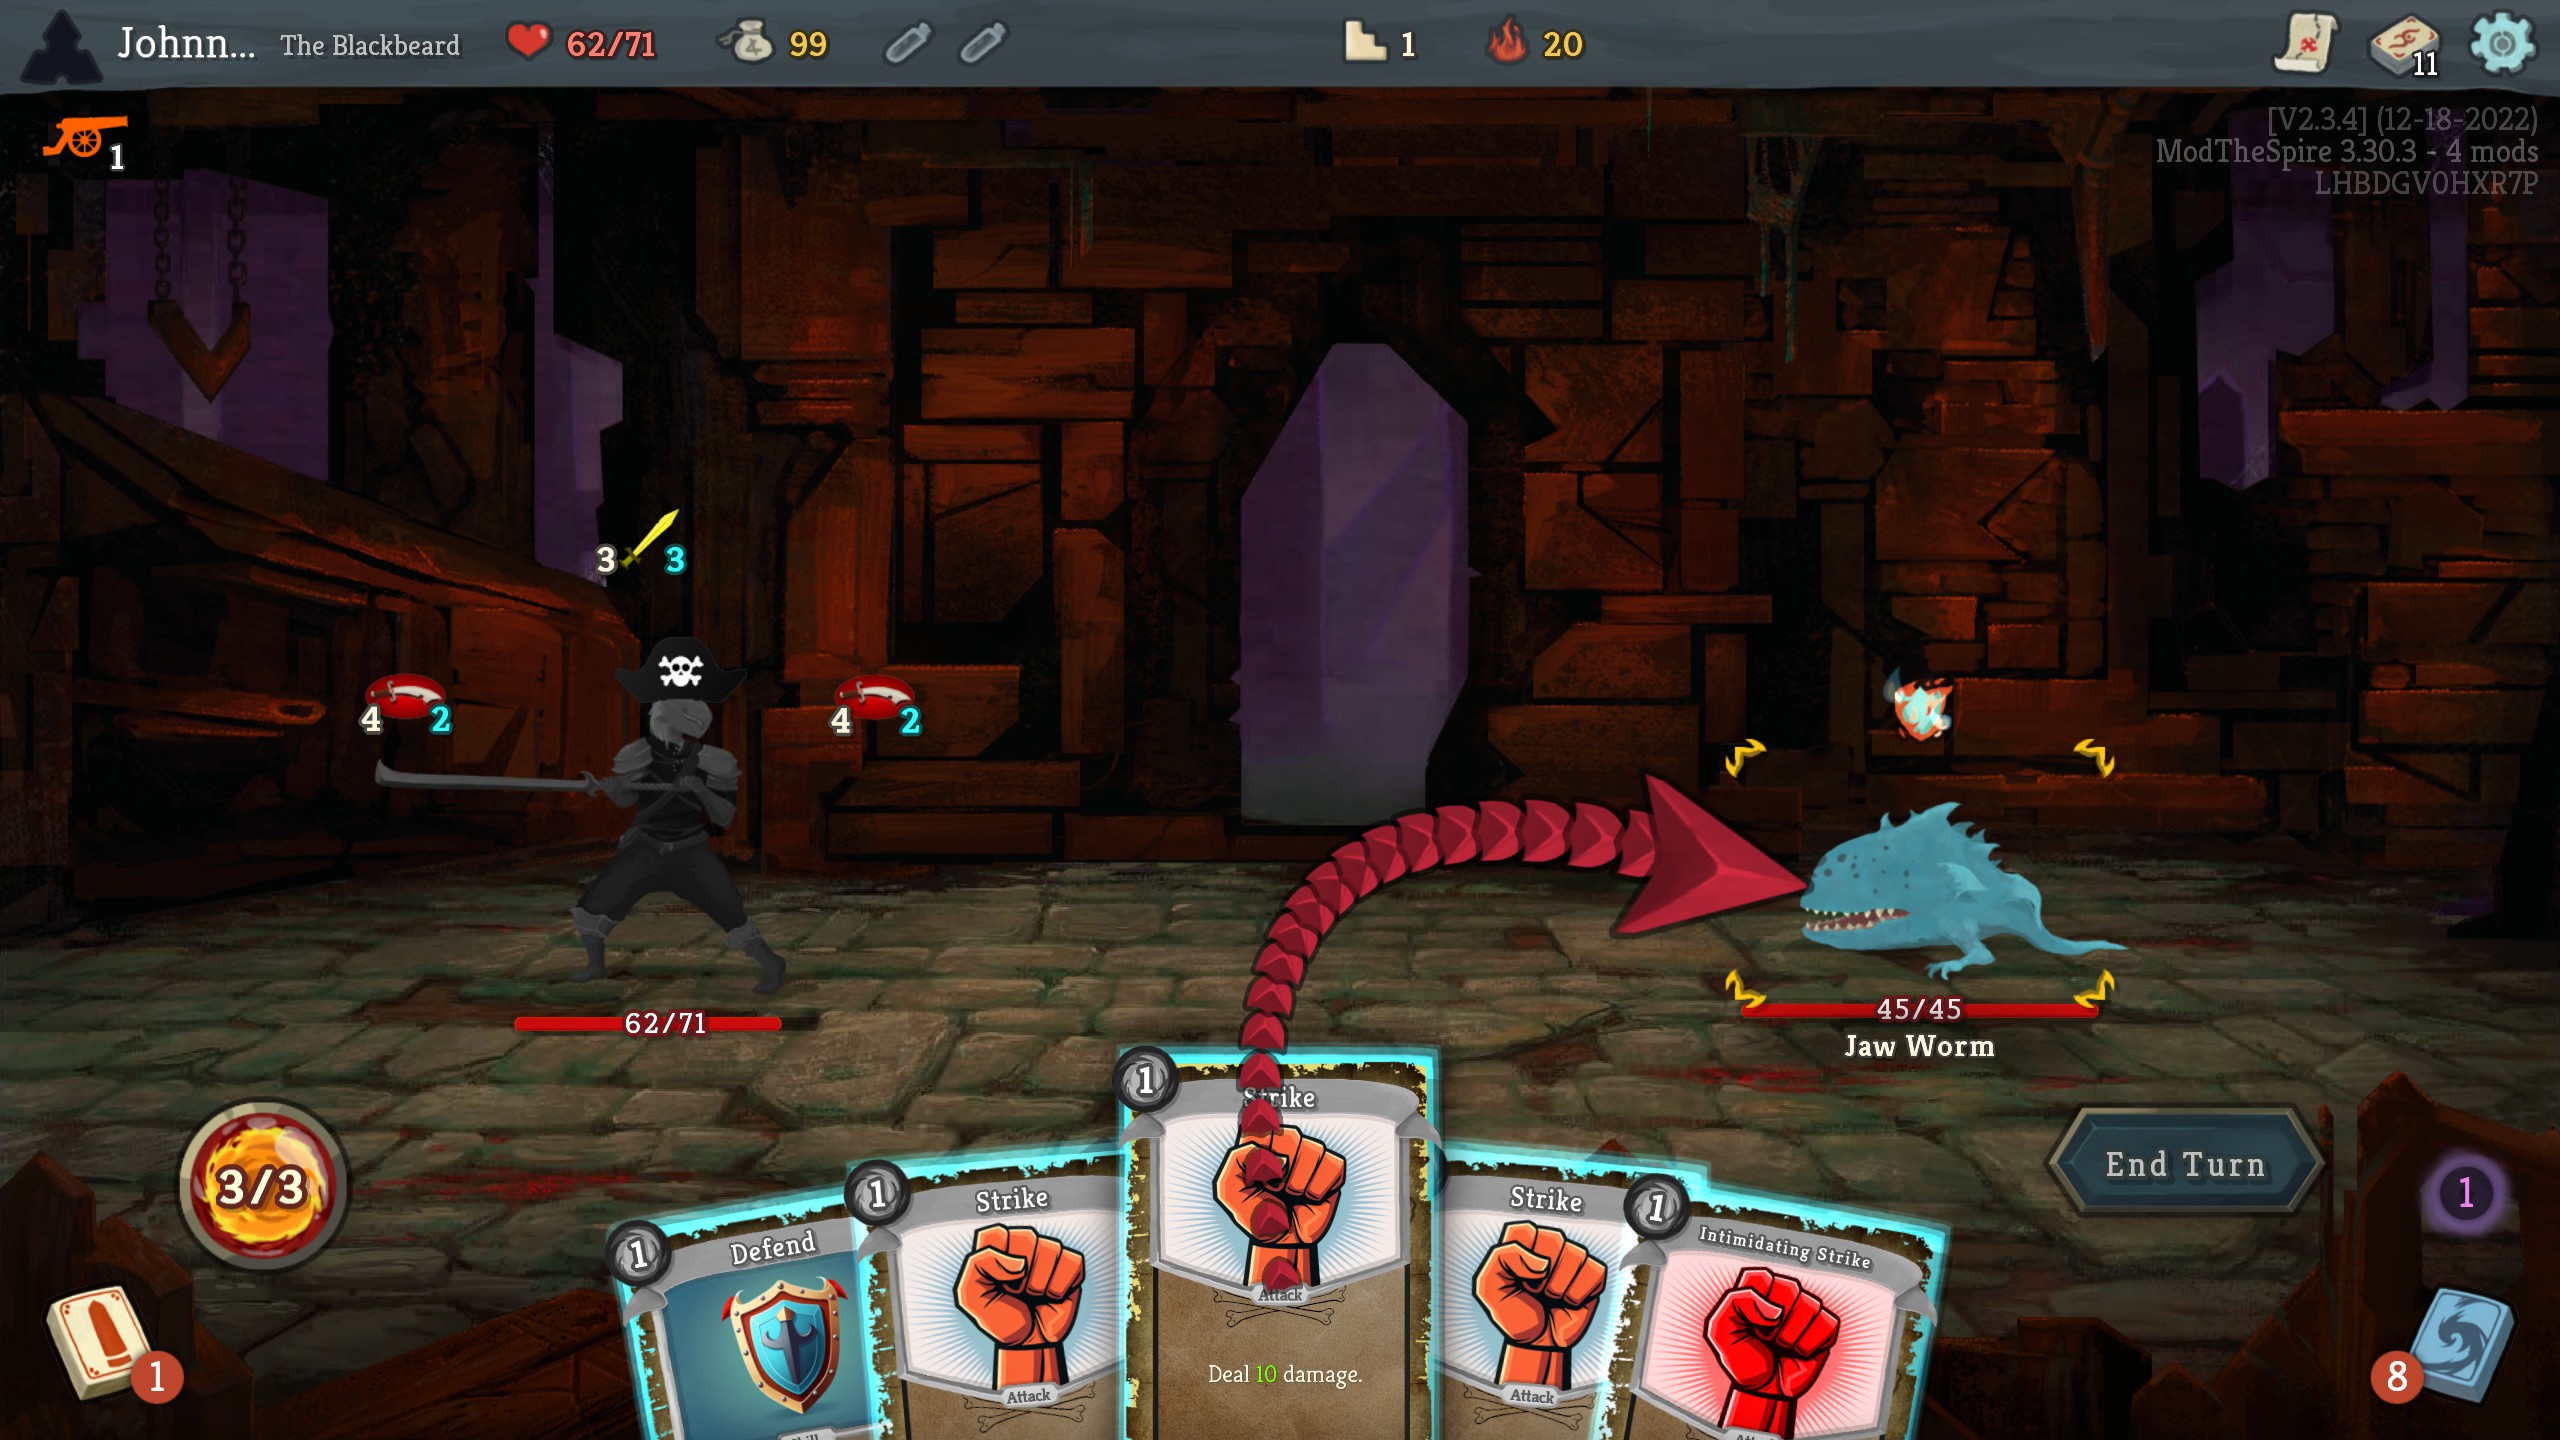 Johnn... The Blackbeard 62/71 99 1 20 11
1
[V2.3.4] (12-18-2022)
ModTheSpire 3.30.3 - 4 mods
LHBDGV0HXR7P
3 3
4 2 4 2
62/71
45/45
Jaw Worm
3/3
1 Defend
1 Strike
Attack
1 Strike
Attack
Deal 10 damage.
Strike
Attack
1 Intimidating Strike
End Turn
1
1
8